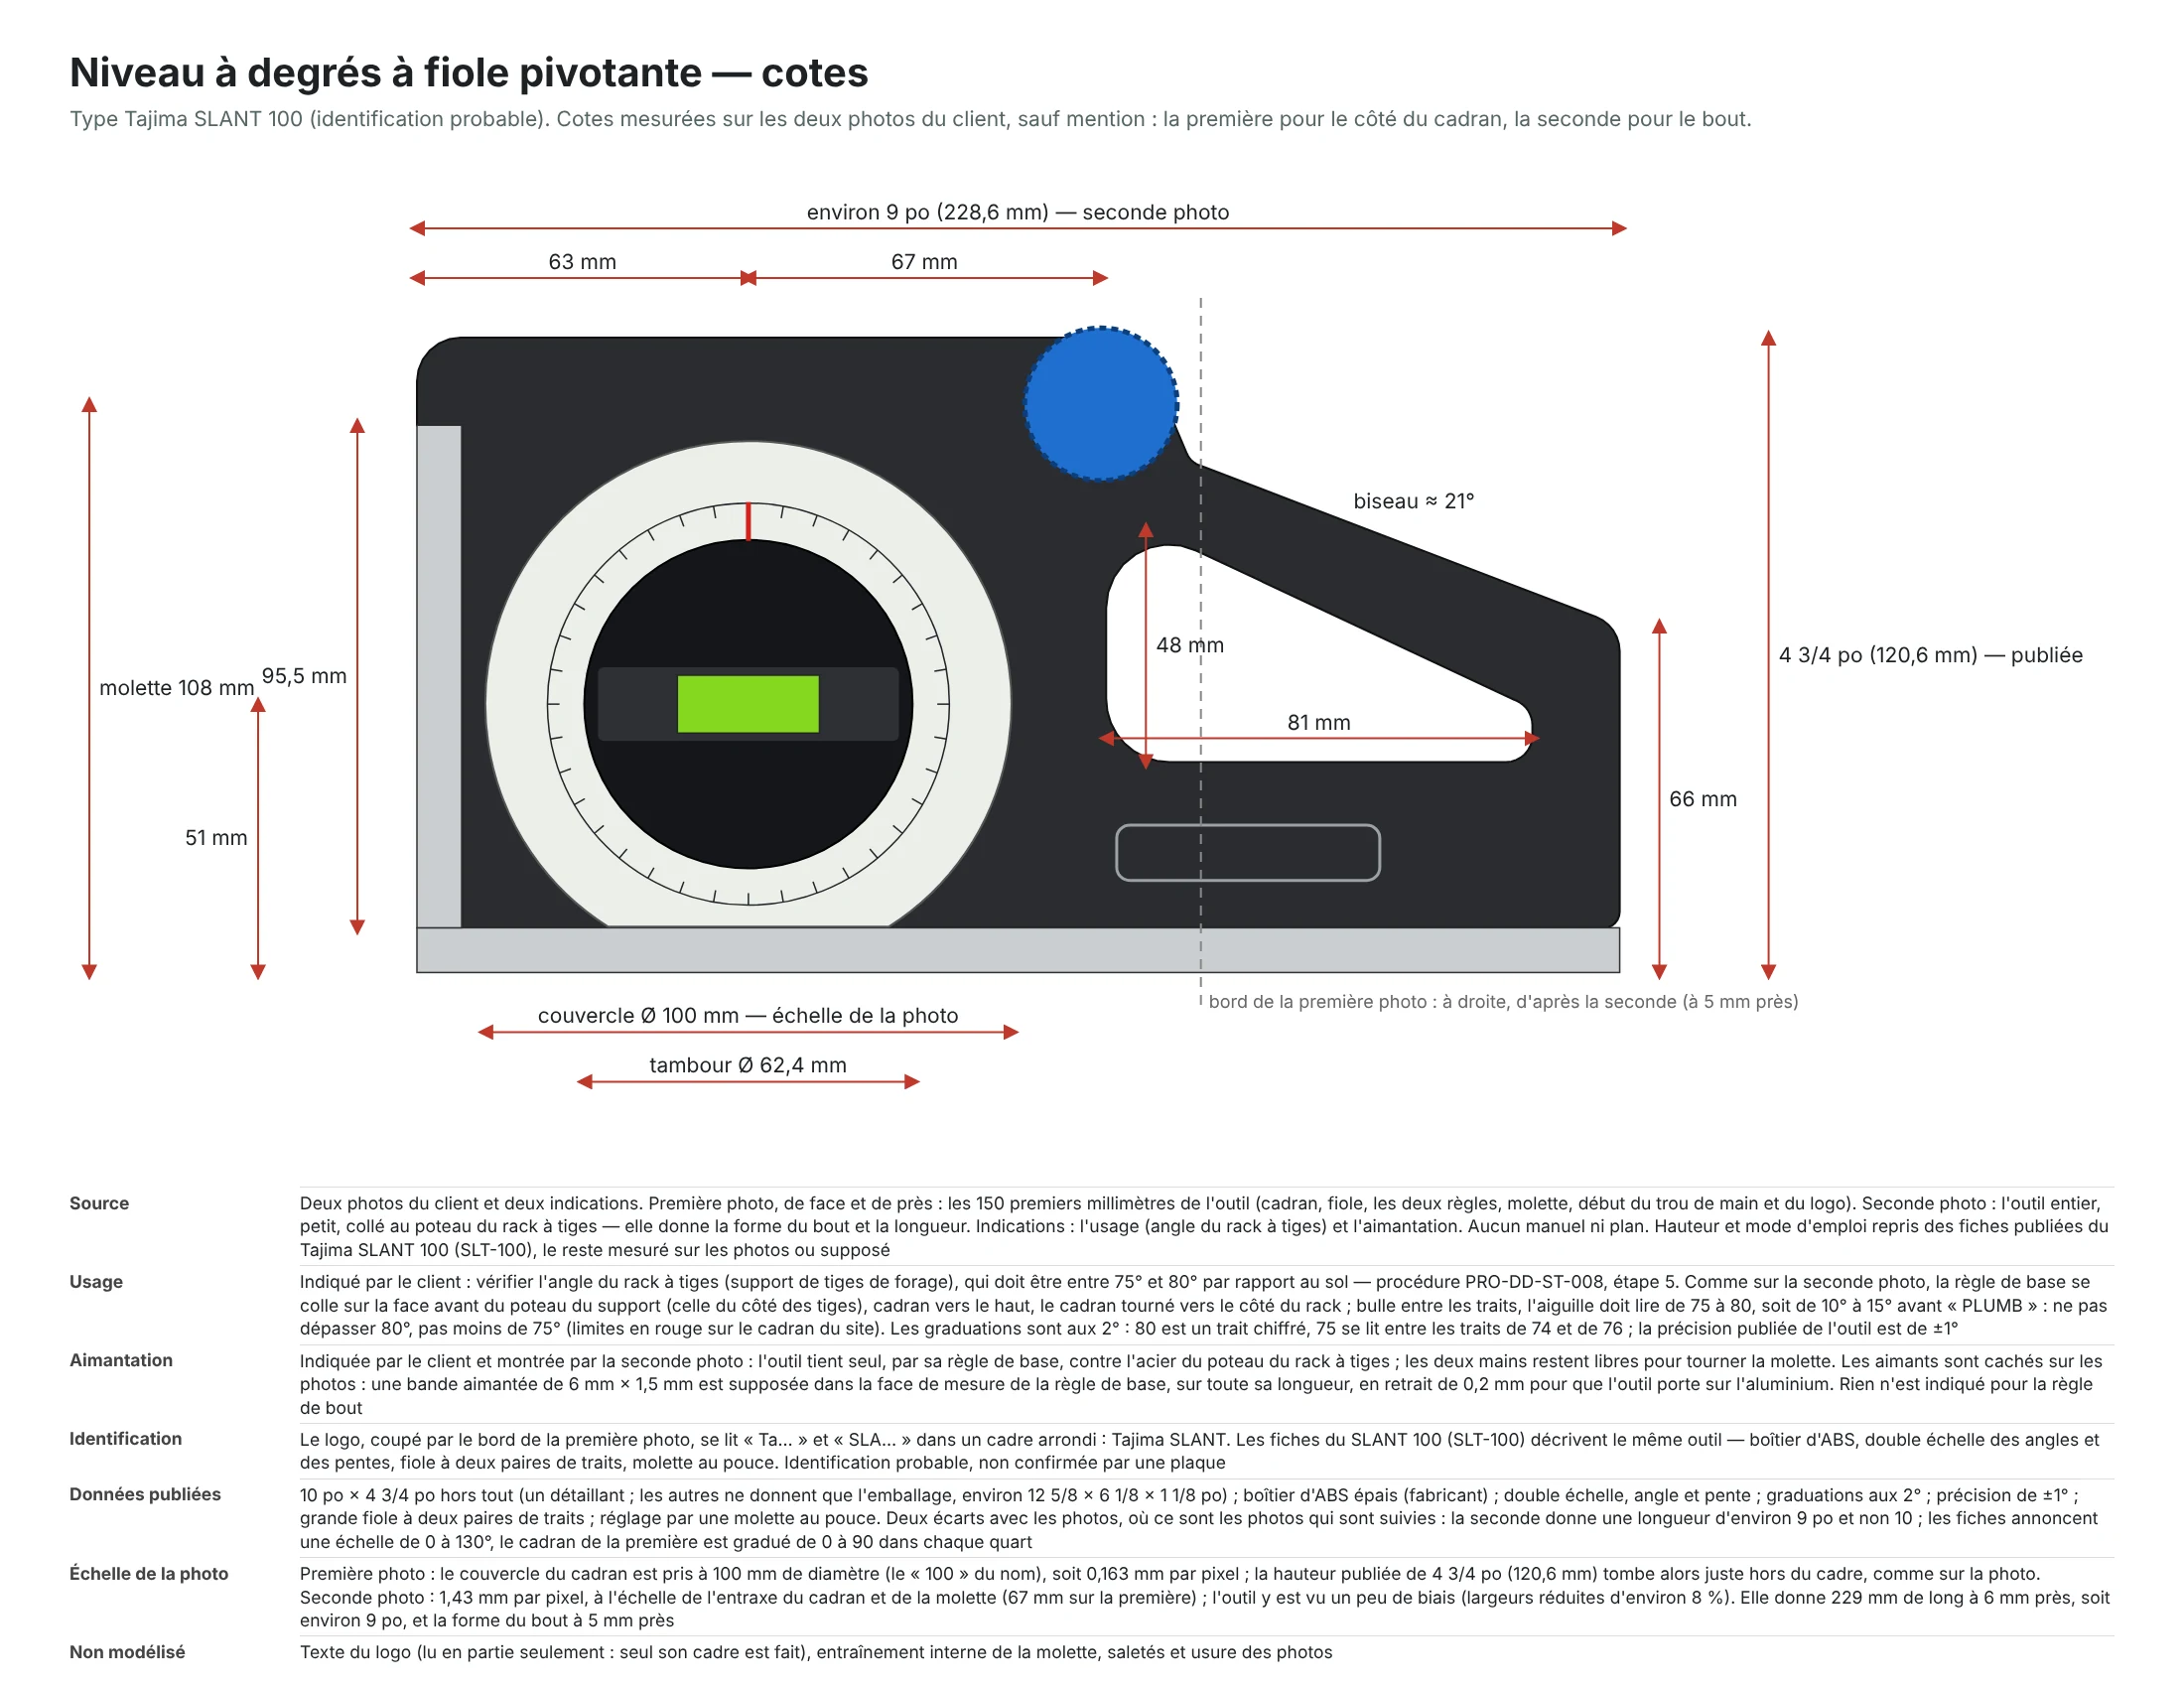 Niveau à degrés à fiole pivotante — cotes
Type Tajima SLANT 100 (identification probable). Cotes mesurées sur les deux photos du client, sauf mention : la première pour le côté du cadran, la seconde pour le bout.
environ 9 po (228,6 mm) — seconde photo
63 mm
67 mm
biseau ≈ 21°
48 mm
4 3/4 po (120,6 mm) — publiée
95,5 mm
molette 108 mm
81 mm
66 mm
51 mm
bord de la première photo : à droite, d'après la seconde (à 5 mm près)
couvercle Ø 100 mm — échelle de la photo
tambour Ø 62,4 mm
Source
Deux photos du client et deux indications. Première photo, de face et de près : les 150 premiers millimètres de l'outil (cadran, fiole, les deux règles, molette, début du trou de main et du logo). Seconde photo : l'outil entier,
petit, collé au poteau du rack à tiges — elle donne la forme du bout et la longueur. Indications : l'usage (angle du rack à tiges) et l'aimantation. Aucun manuel ni plan. Hauteur et mode d'emploi repris des fiches publiées du
Tajima SLANT 100 (SLT-100), le reste mesuré sur les photos ou supposé
Usage
Indiqué par le client : vérifier l'angle du rack à tiges (support de tiges de forage), qui doit être entre 75° et 80° par rapport au sol — procédure PRO-DD-ST-008, étape 5. Comme sur la seconde photo, la règle de base se
colle sur la face avant du poteau du support (celle du côté des tiges), cadran vers le haut, le cadran tourné vers le côté du rack ; bulle entre les traits, l'aiguille doit lire de 75 à 80, soit de 10° à 15° avant « PLUMB » : ne pas
dépasser 80°, pas moins de 75° (limites en rouge sur le cadran du site). Les graduations sont aux 2° : 80 est un trait chiffré, 75 se lit entre les traits de 74 et de 76 ; la précision publiée de l'outil est de ±1°
Aimantation
Indiquée par le client et montrée par la seconde photo : l'outil tient seul, par sa règle de base, contre l'acier du poteau du rack à tiges ; les deux mains restent libres pour tourner la molette. Les aimants sont cachés sur les
photos : une bande aimantée de 6 mm × 1,5 mm est supposée dans la face de mesure de la règle de base, sur toute sa longueur, en retrait de 0,2 mm pour que l'outil porte sur l'aluminium. Rien n'est indiqué pour la règle
de bout
Identification
Le logo, coupé par le bord de la première photo, se lit « Ta… » et « SLA… » dans un cadre arrondi : Tajima SLANT. Les fiches du SLANT 100 (SLT-100) décrivent le même outil — boîtier d'ABS, double échelle des angles et
des pentes, fiole à deux paires de traits, molette au pouce. Identification probable, non confirmée par une plaque
Données publiées
10 po × 4 3/4 po hors tout (un détaillant ; les autres ne donnent que l'emballage, environ 12 5/8 × 6 1/8 × 1 1/8 po) ; boîtier d'ABS épais (fabricant) ; double échelle, angle et pente ; graduations aux 2° ; précision de ±1° ;
grande fiole à deux paires de traits ; réglage par une molette au pouce. Deux écarts avec les photos, où ce sont les photos qui sont suivies : la seconde donne une longueur d'environ 9 po et non 10 ; les fiches annoncent
une échelle de 0 à 130°, le cadran de la première est gradué de 0 à 90 dans chaque quart
Échelle de la photo
Première photo : le couvercle du cadran est pris à 100 mm de diamètre (le « 100 » du nom), soit 0,163 mm par pixel ; la hauteur publiée de 4 3/4 po (120,6 mm) tombe alors juste hors du cadre, comme sur la photo.
Seconde photo : 1,43 mm par pixel, à l'échelle de l'entraxe du cadran et de la molette (67 mm sur la première) ; l'outil y est vu un peu de biais (largeurs réduites d'environ 8 %). Elle donne 229 mm de long à 6 mm près, soit
environ 9 po, et la forme du bout à 5 mm près
Non modélisé
Texte du logo (lu en partie seulement : seul son cadre est fait), entraînement interne de la molette, saletés et usure des photos